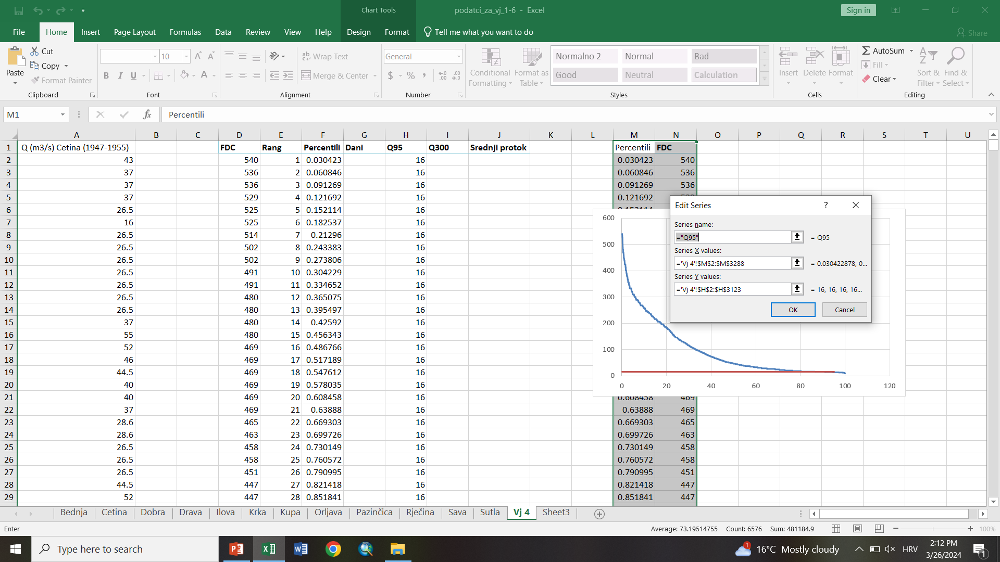 Chart Tools
podatci_za_vj_1-6 - Excel
Sign in
File Home Insert Page Layout Formulas Data Review View Help Design Format Tell me what you want to do Share
Cut
Copy
Format Painter
Paste
Clipboard
10
B I U
Font
Wrap Text
Merge & Center
Alignment
General
$ % ,
Number
Conditional Formatting
Format as Table
Normalno 2 Normal Bad
Good Neutral Calculation
Styles
Insert Delete Format
Cells
AutoSum
Fill
Clear
Sort & Filter
Find & Select
Editing
M1 fx Percentili
A B C D E F G H I J K L M N O P Q R S T U
1 Q (m3/s) Cetina (1947-1955) FDC Rang Percentili Dani Q95 Q300 Srednji protok Percentili FDC
2 43 540 1 0.030423 16 0.030423 540
3 37 536 2 0.060846 16 0.060846 536
4 37 536 3 0.091269 16 0.091269 536
5 37 529 4 0.121692 16 0.121692
6 26.5 525 5 0.152114 16
7 16 525 6 0.182537 16
8 26.5 514 7 0.21296 16
9 26.5 502 8 0.243383 16
10 26.5 502 9 0.273806 16
11 26.5 491 10 0.304229 16
12 26.5 491 11 0.334652 16
13 26.5 480 12 0.365075 16
14 26.5 480 13 0.395497 16
15 37 480 14 0.42592 16
16 55 480 15 0.456343 16
17 52 469 16 0.486766 16
18 46 469 17 0.517189 16
19 44.5 469 18 0.547612 16
20 40 469 19 0.578035 16
21 40 469 20 0.608458 16 0.608458 469
22 37 469 21 0.63888 16 0.63888 469
23 28.6 465 22 0.669303 16 0.669303 465
24 28.6 463 23 0.699726 16 0.699726 463
25 26.5 458 24 0.730149 16 0.730149 458
26 26.5 458 25 0.760572 16 0.760572 458
27 26.5 451 26 0.790995 16 0.790995 451
28 44.5 447 27 0.821418 16 0.821418 447
29 52 447 28 0.851841 16 0.851841 447
600
500
400
300
200
100
0
0 20 40 60 80 100 120
Edit Series ?
Series name:
="Q95" = Q95
Series X values:
='Vj 4'!$M$2:$M$3288 = 0.030422878, 0...
Series Y values:
='Vj 4'!$H$2:$H$3123 = 16, 16, 16, 16...
OK Cancel
Bednja Cetina Dobra Drava Ilova Krka Kupa Orljava Pazinčica Rječina Sava Sutla Vj 4 Sheet3
Enter Average: 73.19514755 Count: 6576 Sum: 481184.9 100%
Type here to search
1 16°C Mostly cloudy HRV
2:12 PM
3/26/2024
1